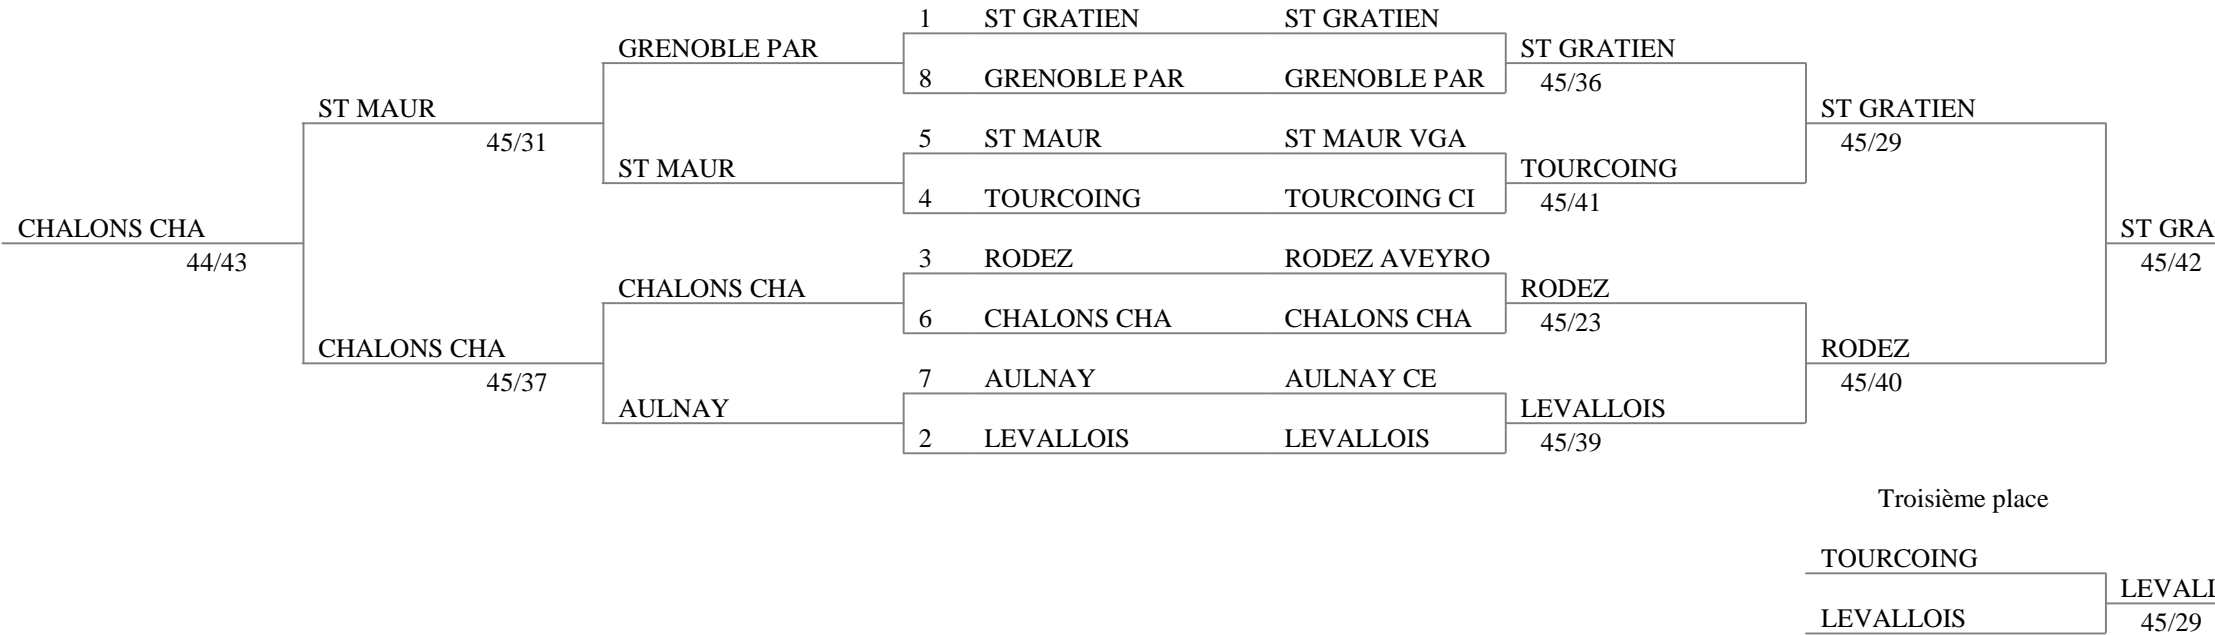 1 ST GRATIEN ST GRATIEN
GRENOBLE PAR ST GRATIEN
8 GRENOBLE PAR GRENOBLE PAR 45/36
ST MAUR ST GRATIEN
45/31 5 ST MAUR ST MAUR VGA 45/29
ST MAUR TOURCOING
4 TOURCOING TOURCOING CI 45/41
CHALONS CHA ST GRA
44/43 3 RODEZ RODEZ AVEYRO 45/42
CHALONS CHA RODEZ
6 CHALONS CHA CHALONS CHA 45/23
CHALONS CHA RODEZ
45/37 7 AULNAY AULNAY CE 45/40
AULNAY LEVALLOIS
2 LEVALLOIS LEVALLOIS 45/39
Troisième place
TOURCOING
LEVALL
LEVALLOIS 45/29